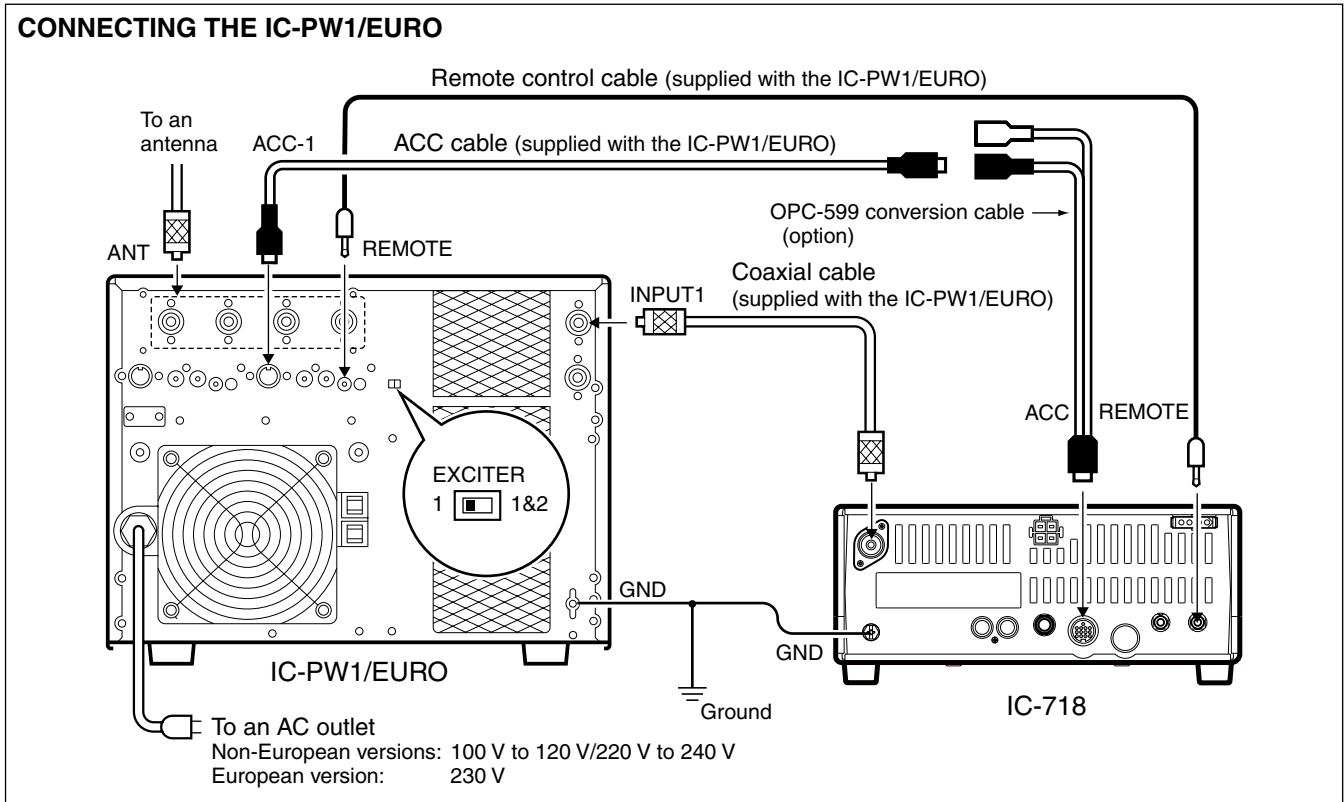 CONNECTING THE IC-PW1/EURO
Remote control cable (supplied with the IC-PW1/EURO)
To an
antenna
ACC-1
ACC cable (supplied with the IC-PW1/EURO)
OPC-599 conversion cable
(option)
ANT
REMOTE
Coaxial cable
(supplied with the IC-PW1/EURO)
INPUT1
ACC
REMOTE
EXCITER
1 1&2
GND
GND
IC-PW1/EURO
Ground
IC-718
To an AC outlet
Non-European versions: 100 V to 120 V/220 V to 240 V
European version: 230 V